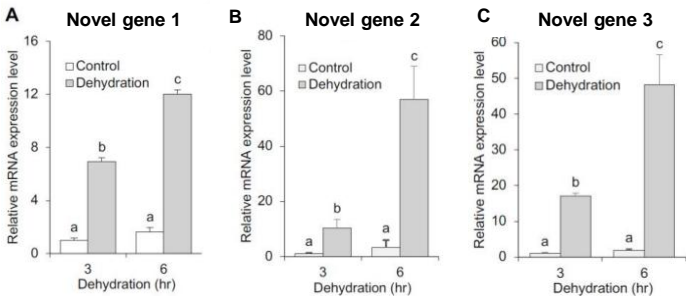 A Novel gene 1
Relative mRNA expression level
16
12
8
4
0
Control
Dehydration
a
b
a
c
3 6
Dehydration (hr)
B Novel gene 2
Relative mRNA expression level
80
60
40
20
0
Control
Dehydration
a
b
a
c
3 6
Dehydration (hr)
C Novel gene 3
Relative mRNA expression level
60
50
40
30
20
10
0
Control
Dehydration
a
b
a
c
3 6
Dehydration (hr)